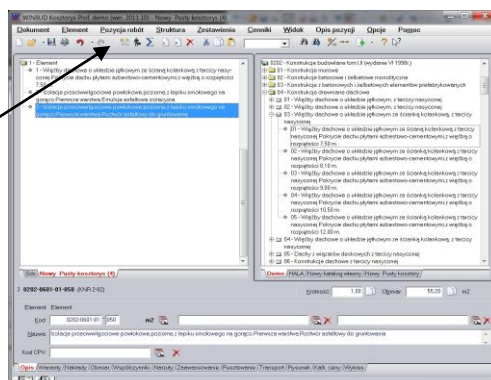 WINBUD Kosztorys Prof. demo (wer. 2011.10) - Nowy Pusty kosztorys (4)
Dokument Element Pozycja robót Struktura Zestawienia Cenniki Widok Opis pozycji Opcje Pomoc
1 - Element
1 - Więźby dachowe o układzie jętkowym ze ścianką kolankową, z tarcicy nasyconej. Pokrycie dachu płytami azbestowo-cementowymi; z więźbą o rozpiętości 7,50 m.
2 - Izolacje przeciwwilgociowe powłokowe, poziome, z lepiku smołowego na gorąco. Pierwsza warstwa. Emulsja asfaltowa izolacyjna
3 - Izolacje przeciwwilgociowe powłokowe, poziome, z lepiku smołowego na gorąco. Pierwsza warstwa. Roztwór asfaltowy do gruntowania
0202 - Konstrukcje budowlane tom I, II (wydanie VI 1998r.)
01 - Konstrukcje murowe
02 - Konstrukcje betonowe i żelbetowe monolityczne
03 - Konstrukcje z betonowych i żelbetowych elementów prefabrykowanych
04 - Konstrukcje drewniane dachowe
01 - Więźby dachowe o układzie jętkowym, z tarcicy nasyconej
02 - Więźby dachowe o układzie jętkowym, z tarcicy nasyconej
03 - Więźby dachowe o układzie jętkowym ze ścianką kolankową, z tarcicy nasyconej
01 - Więźby dachowe o układzie jętkowym ze ścianką kolankową, z tarcicy nasyconej. Pokrycie dachu płytami azbestowo-cementowymi; z więźbą o rozpiętości 7,50 m.
02 - Więźby dachowe o układzie jętkowym ze ścianką kolankową, z tarcicy nasyconej. Pokrycie dachu płytami azbestowo-cementowymi; z więźbą o rozpiętości 8,10 m.
03 - Więźby dachowe o układzie jętkowym ze ścianką kolankową, z tarcicy nasyconej. Pokrycie dachu płytami azbestowo-cementowymi; z więźbą o rozpiętości 9,00 m.
04 - Więźby dachowe o układzie jętkowym ze ścianką kolankową, z tarcicy nasyconej. Pokrycie dachu płytami azbestowo-cementowymi; z więźbą o rozpiętości 10,50 m.
05 - Więźby dachowe o układzie jętkowym ze ścianką kolankową, z tarcicy nasyconej. Pokrycie dachu płytami azbestowo-cementowymi; z więźbą o rozpiętości 12,00 m.
04 - Więźby dachowe o układzie jętkowym ze ścianką kolankową, z tarcicy nasyconej
05 - Dachy z wiązarów deskowych z tarcicy nasyconej
06 - Konstrukcje dachowe z tarcicy nasyconej
Nowy Pusty kosztorys (4)
Demo HALA Nowy katalog własny Nowy Pusty kosztorys
3 0202-0601-01-050 (KNR 2-02)
Krotność: 1,00 Obmiar: 55,20 m2
Element Element
Kod 0202-0601-01 050 m2
Nazwa Izolacje przeciwwilgociowe powłokowe, poziome, z lepiku smołowego na gorąco. Pierwsza warstwa. Roztwór asfaltowy do gruntowania
Kod CPV
Opis Warianty Nakłady Obmiar Współczynniki Narzuty Zaawansowanie Transport Rysunek Kalk. ceny Wykres